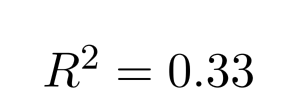 R² = 0.33